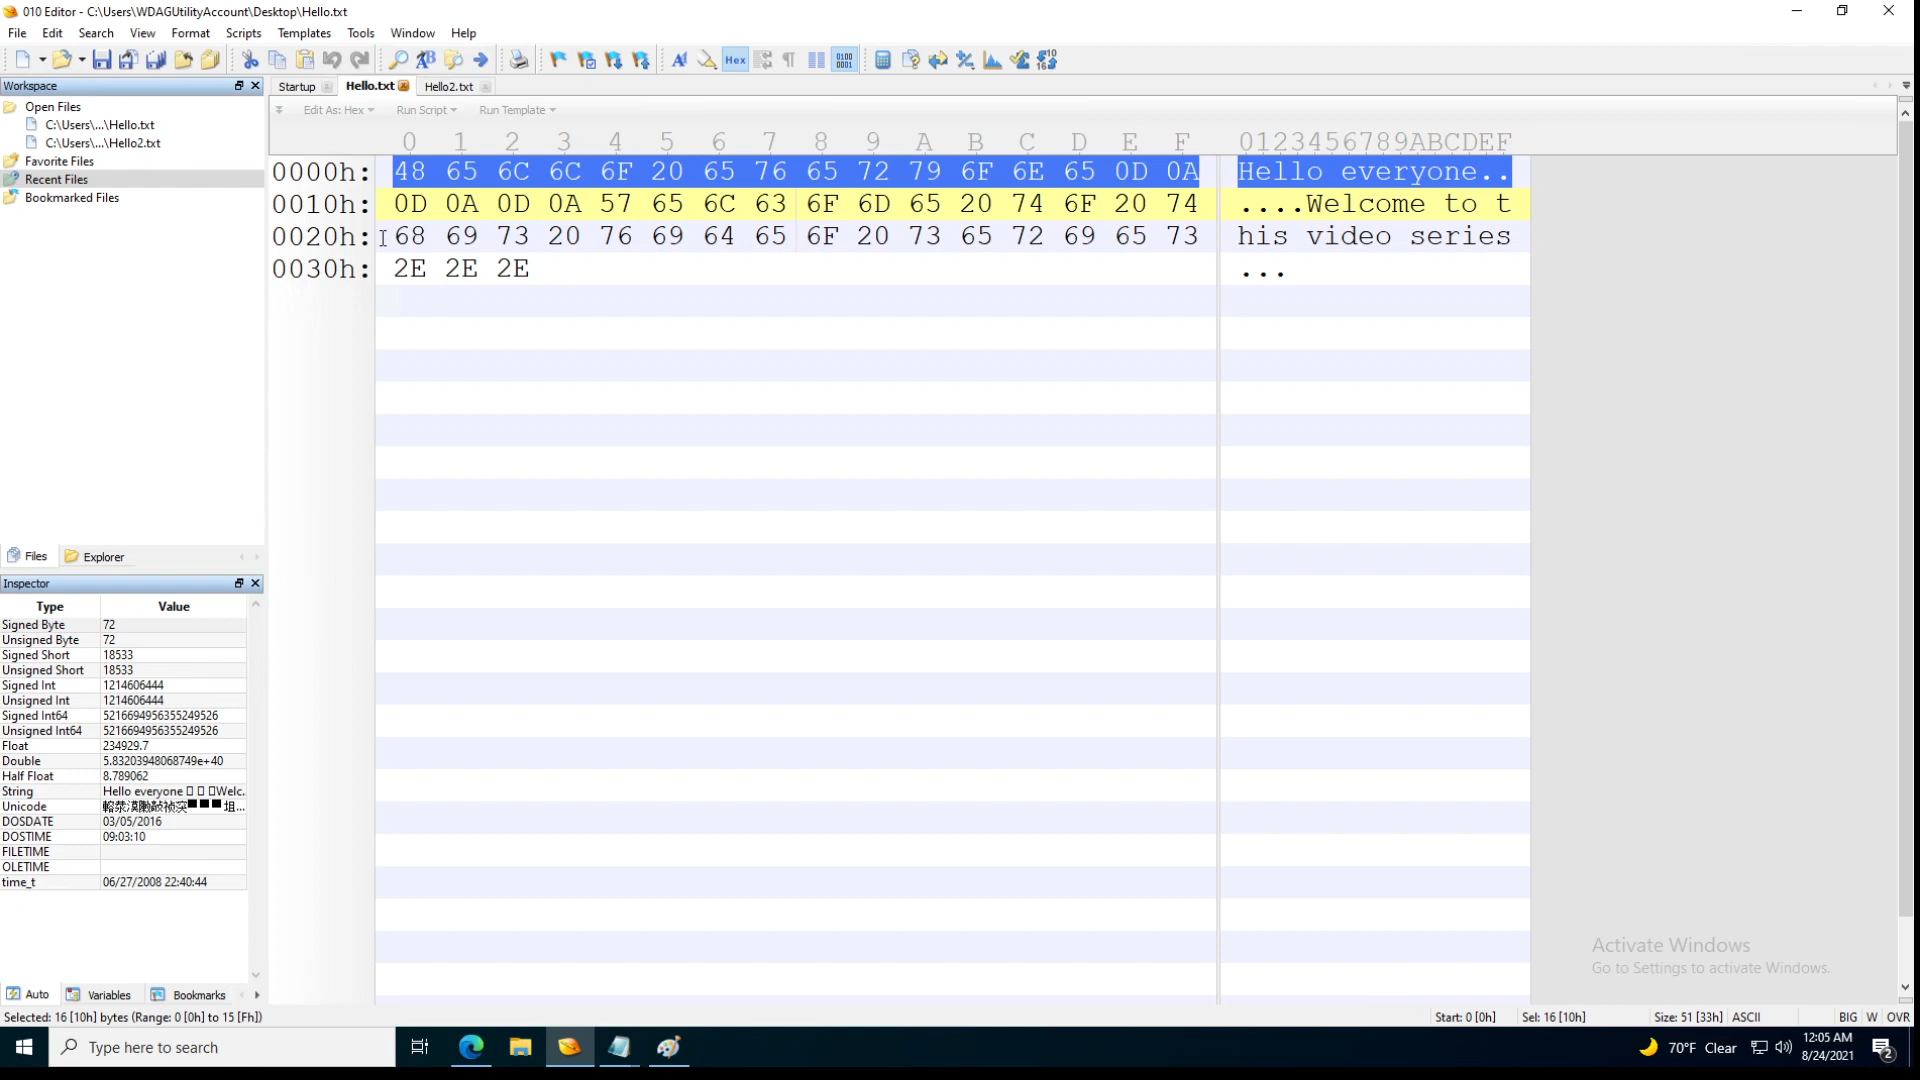 010 Editor - C:\Users\WDAGUtilityAccount\Desktop\Hello.txt
File Edit Search View Format Scripts Templates Tools Window Help
Workspace
Open Files
C:\Users\...\Hello.txt
C:\Users\...\Hello2.txt
Favorite Files
Recent Files
Bookmarked Files
Files Explorer
Startup Hello.txt Hello2.txt
Edit As: Hex Run Script Run Template
0 1 2 3 4 5 6 7 8 9 A B C D E F 0123456789ABCDEF
0000h: 48 65 6C 6C 6F 20 65 76 65 72 79 6F 6E 65 0D 0A Hello everyone..
0010h: 0D 0A 0D 0A 57 65 6C 63 6F 6D 65 20 74 6F 20 74 ....Welcome to t
0020h: 68 69 73 20 76 69 64 65 6F 20 73 65 72 69 65 73 his video series
0030h: 2E 2E 2E ...
Inspector
Type Value
Signed Byte 72
Unsigned Byte 72
Signed Short 18533
Unsigned Short 18533
Signed Int 1214606444
Unsigned Int 1214606444
Signed Int64 5216694956355249526
Unsigned Int64 5216694956355249526
Float 234929.7
Double 5.83203948068749e+40
Half Float 8.789062
String Hello everyone Welc.
Unicode
DOSDATE 03/05/2016
DOSTIME 09:03:10
FILETIME
OLETIME
time_t 06/27/2008 22:40:44
Auto Variables Bookmarks
Activate Windows
Go to Settings to activate Windows.
Selected: 16 [10h] bytes (Range: 0 [0h] to 15 [Fh]) Start: 0 [0h] Sel: 16 [10h] Size: 51 [33h] ASCII BIG W OVR
Type here to search 70°F Clear 12:05 AM
8/24/2021 2